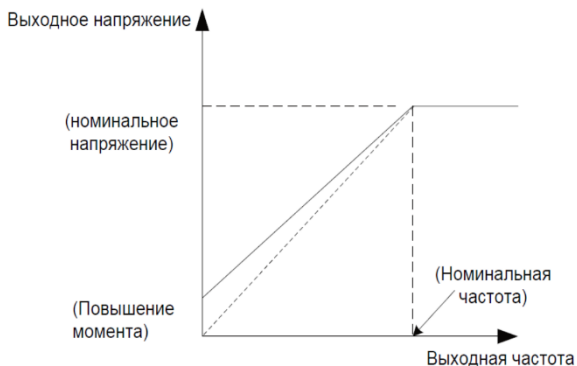 Выходное напряжение
(номинальное
напряжение)
(Номинальная
частота)
(Повышение
момента)
Выходная частота